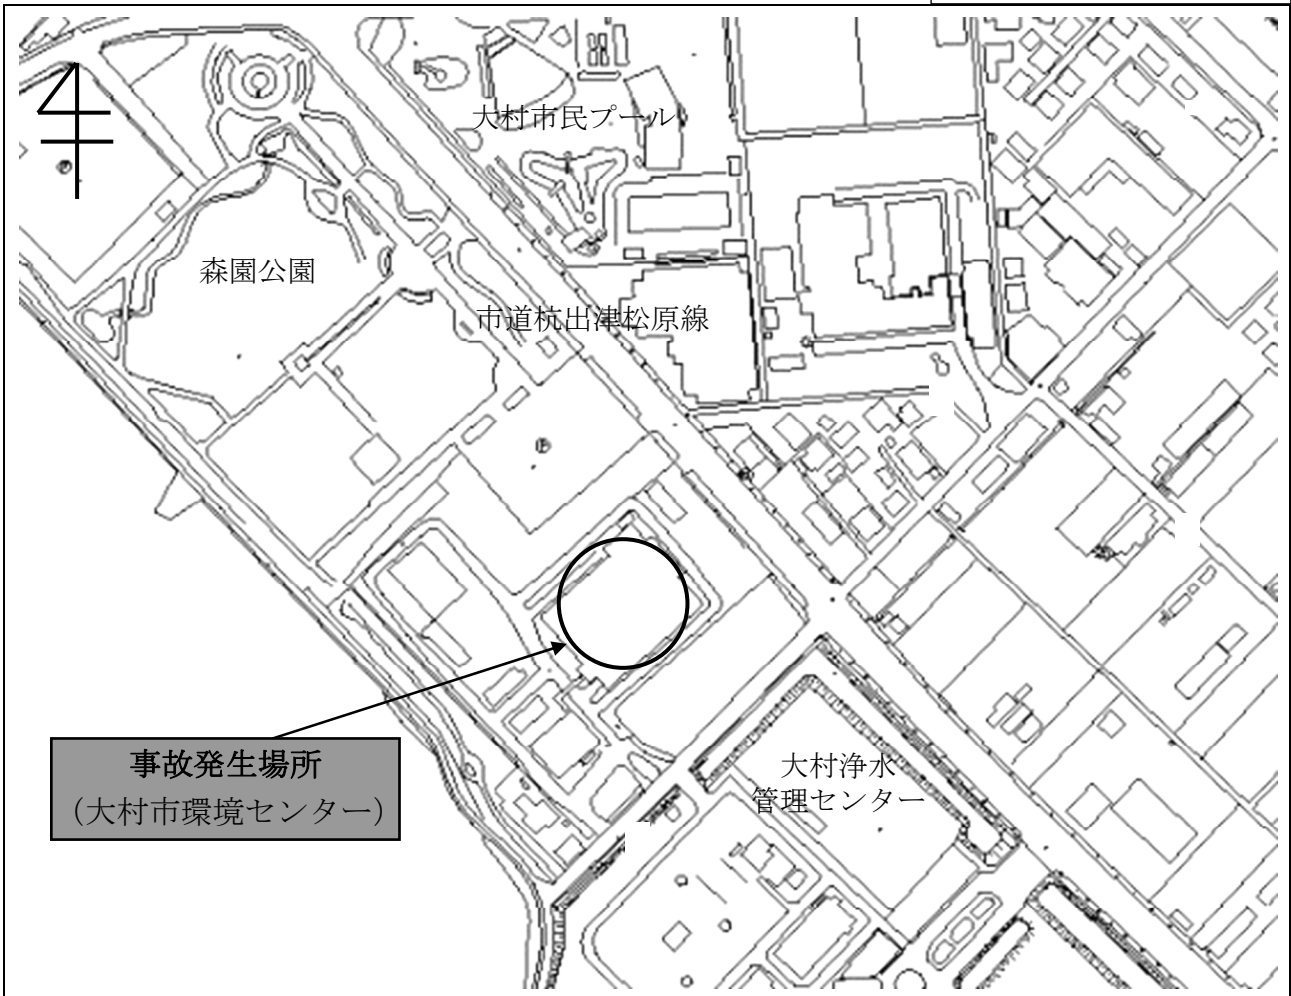 大村市民プール
森園公園
市道杭出津松原線
事故発生場所
（大村市環境センター）
大村浄水
管理センター